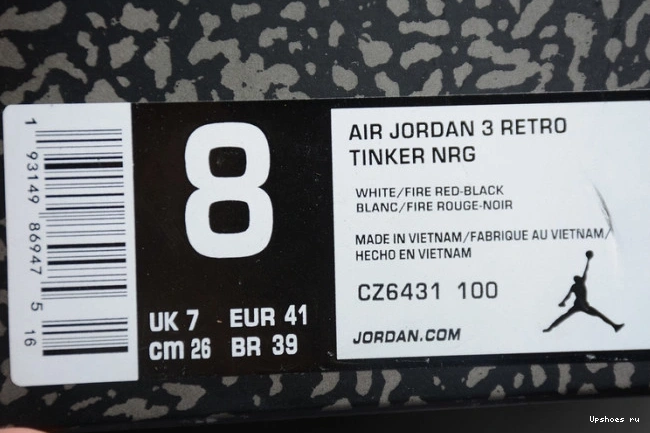 1
93149 86947 5
16
8
UK 7 EUR 41
cm 26 BR 39
AIR JORDAN 3 RETRO
TINKER NRG
WHITE/FIRE RED-BLACK
BLANC/FIRE ROUGE-NOIR
MADE IN VIETNAM/FABRIQUE AU VIETNAM/
HECHO EN VIETNAM
CZ6431 100
JORDAN.COM
Upshoes ru